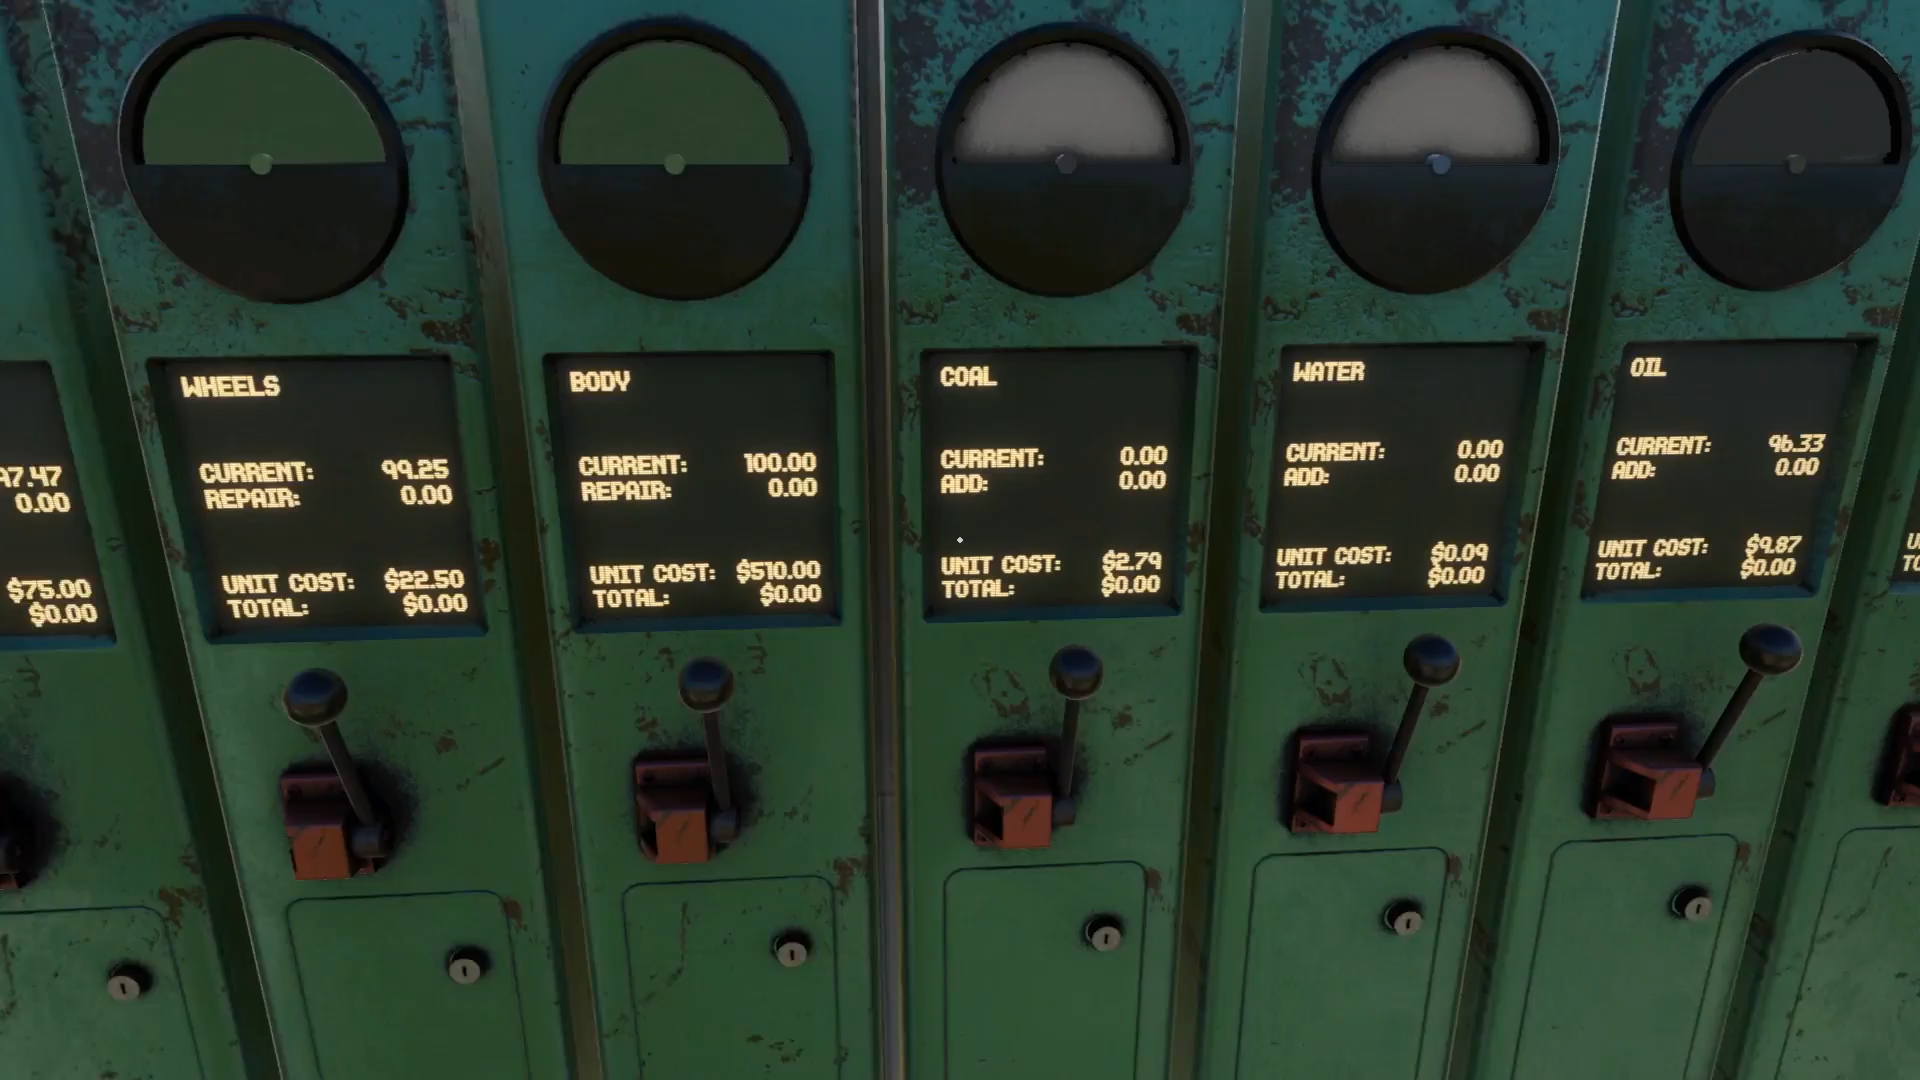 97.47
0.00
$75.00
$0.00
WHEELS
CURRENT: 99.25
REPAIR: 0.00
UNIT COST: $22.50
TOTAL: $0.00
BODY
CURRENT: 100.00
REPAIR: 0.00
UNIT COST: $510.00
TOTAL: $0.00
COAL
CURRENT: 0.00
ADD: 0.00
UNIT COST: $2.79
TOTAL: $0.00
WATER
CURRENT: 0.00
ADD: 0.00
UNIT COST: $0.09
TOTAL: $0.00
OIL
CURRENT: 96.33
ADD: 0.00
UNIT COST: $9.87
TOTAL: $0.00